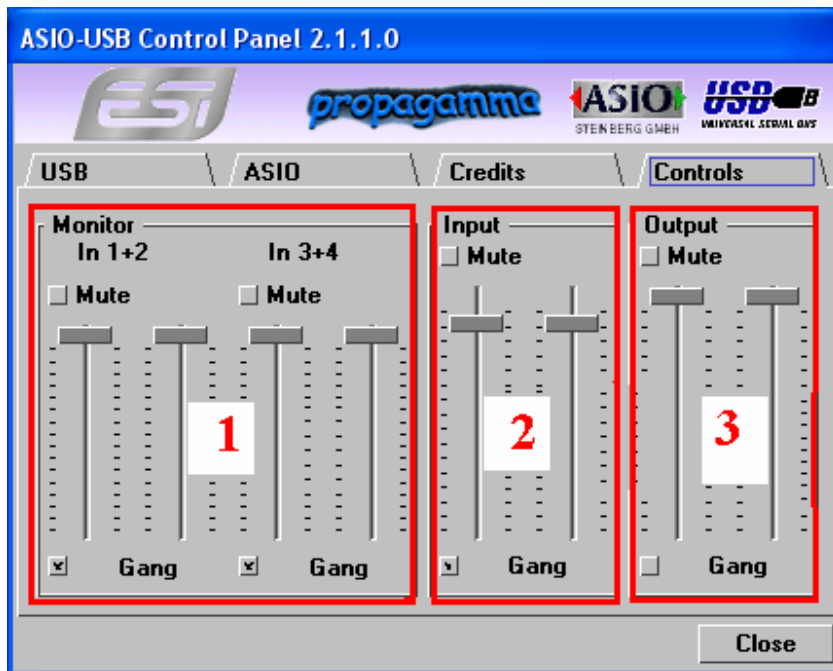 ASIO-USB Control Panel 2.1.1.0
ESI
propagamma
ASIO
STEINBERG GMBH
USB
UNIVERSAL SERIAL BUS
USB
ASIO
Credits
Controls
Monitor
In 1+2
In 3+4
Mute
Mute
Input
Mute
Output
Mute
1
2
3
Gang
Gang
Gang
Gang
Close